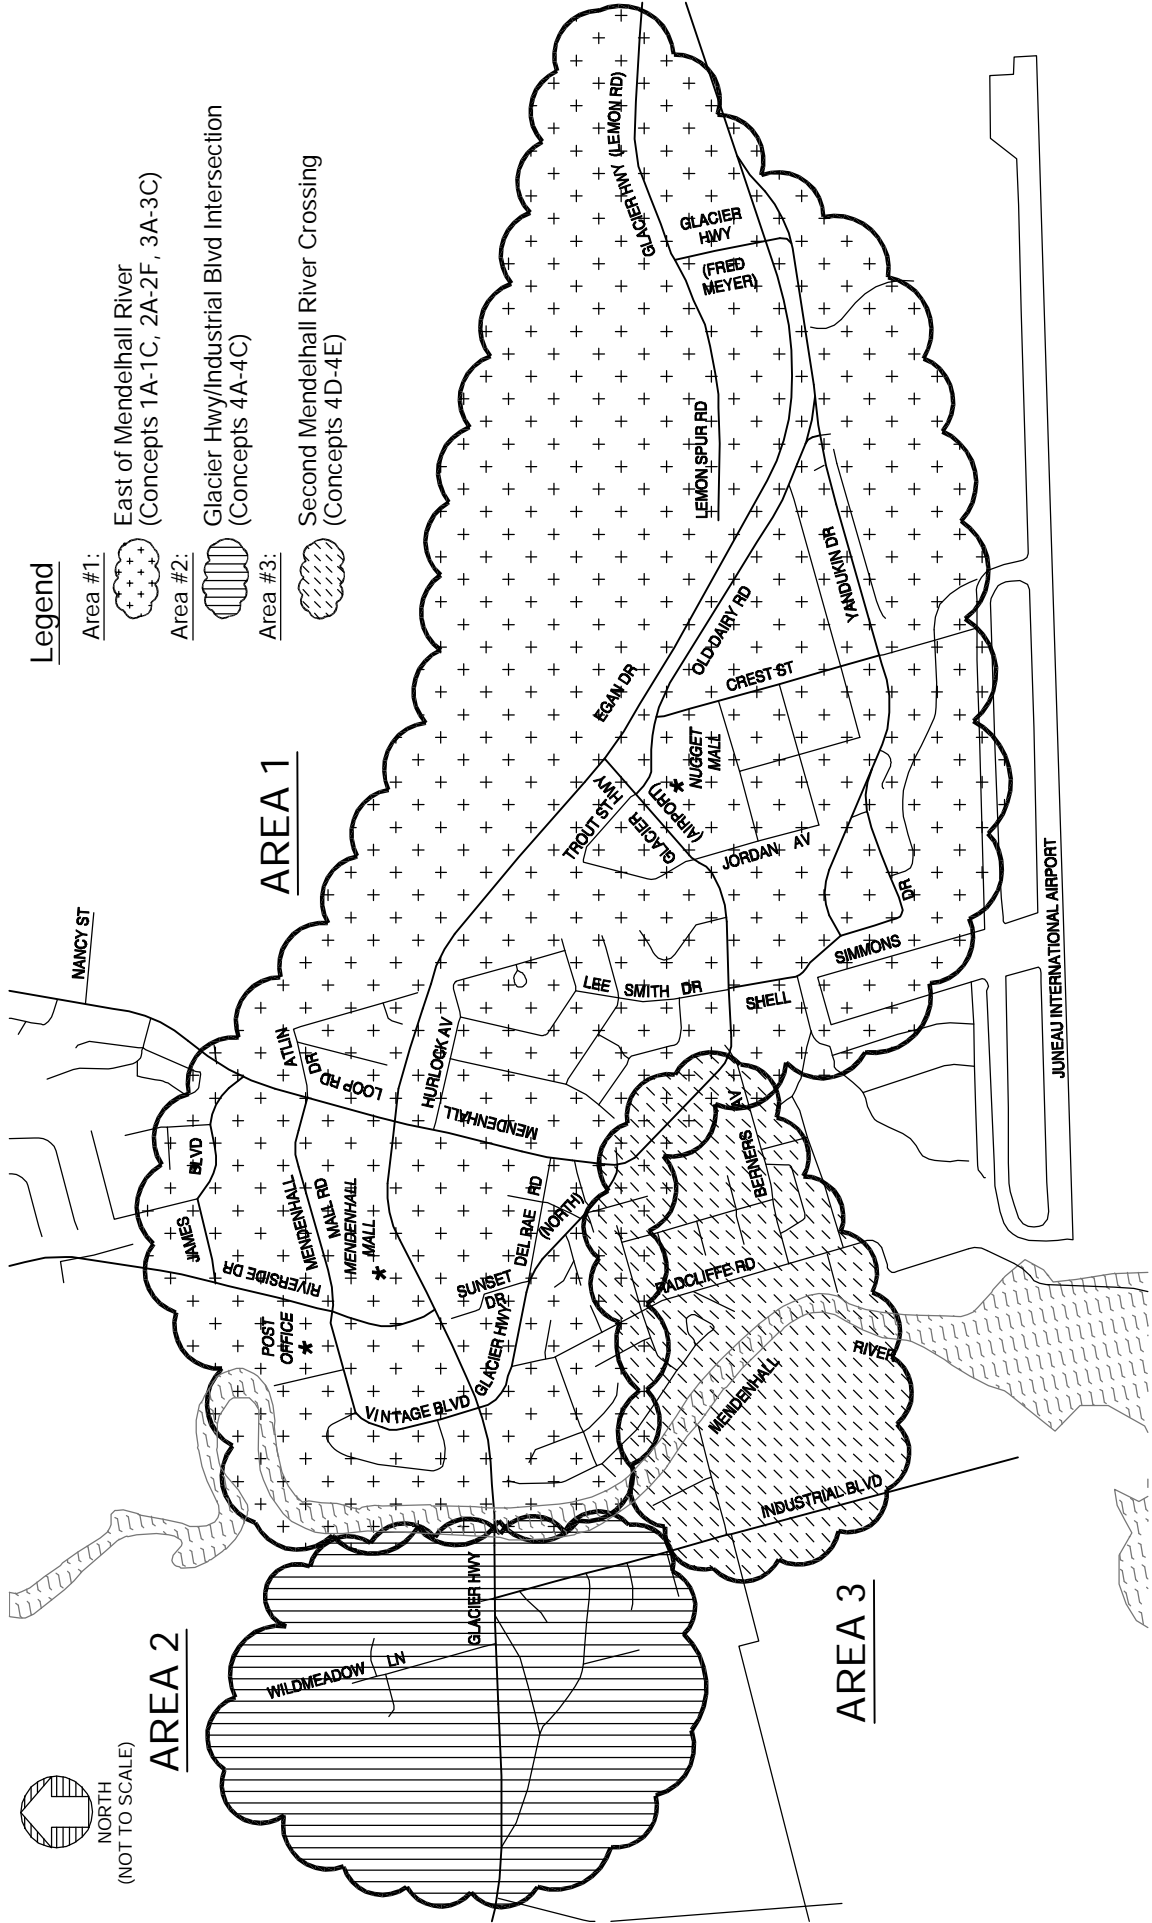 Legend
Area #1:
East of Mendelhall River
(Concepts 1A-1C, 2A-2F, 3A-3C)
Area #2:
Glacier Hwy/Industrial Blvd Intersection
(Concepts 4A-4C)
Area #3:
Second Mendelhall River Crossing
(Concepts 4D-4E)
NORTH
(NOT TO SCALE)
AREA 2
WILDMEADOW LN
GLACIER HWY
AREA 3
INDUSTRIAL BLVD
MENDENHALL
RIVER
RADCLIFFE RD
BERNERS
AV
AREA 1
NANCY ST
JAMES
BLVD
RIVERSIDE DR
POST
OFFICE
*
MENDENHALL
MALL RD
MENDENHALL
MALL
*
VINTAGE BLVD
GLACIER HWY
SUNSET
DR
DEL RAE RD
(NORTH)
ATLIN
DR
LOOP RD
MENDENHALL
HURLOCK AV
LEE SMITH DR
SHELL
SIMMONS
DR
JORDAN AV
TROUT ST
HWY
GLACIER
(AIRPORT)
*
NUGGET
MALL
EGAN DR
OLD DAIRY RD
CREST ST
YANDUKIN DR
LEMON SPUR RD
GLACIER HWY (LEMON RD)
GLACIER
HWY
(FRED
MEYER)
JUNEAU INTERNATIONAL AIRPORT